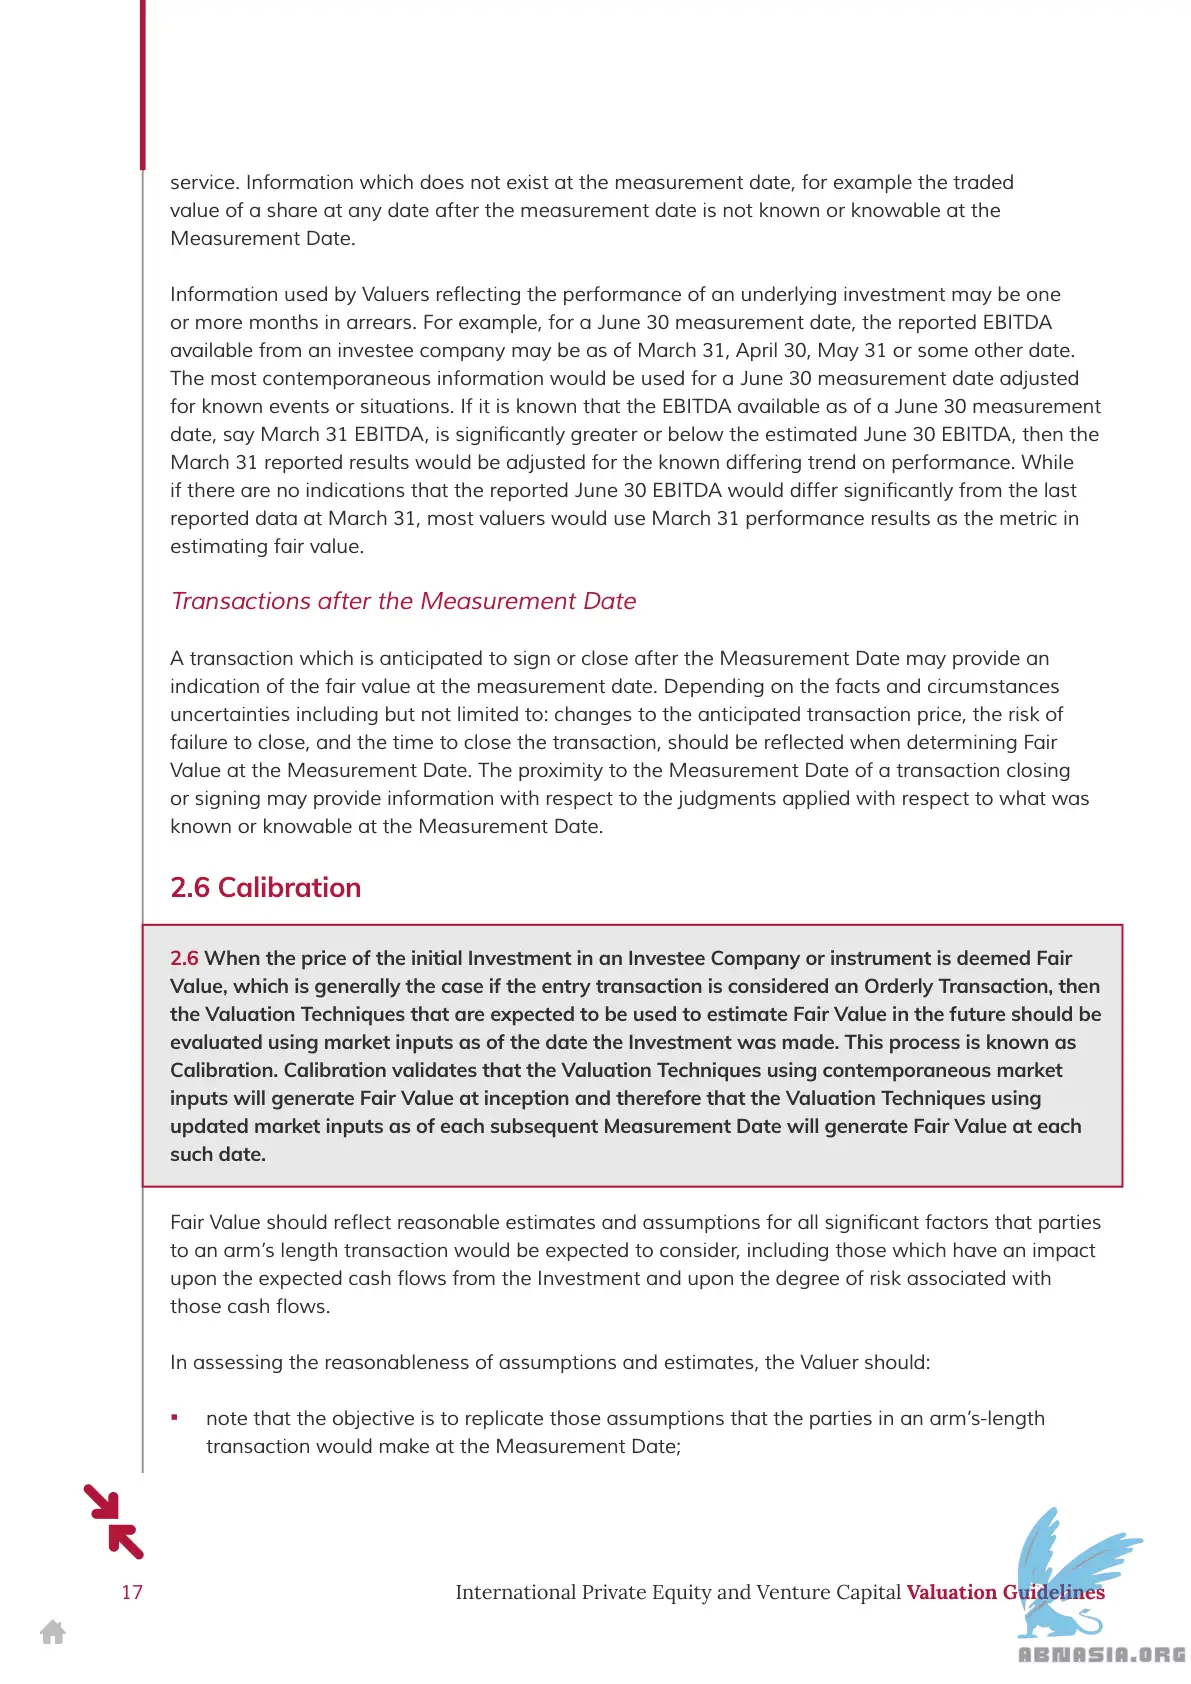 service. Information which does not exist at the measurement date, for example the traded
value of a share at any date after the measurement date is not known or knowable at the
Measurement Date.
Information used by Valuers reflecting the performance of an underlying investment may be one
or more months in arrears. For example, for a June 30 measurement date, the reported EBITDA
available from an investee company may be as of March 31, April 30, May 31 or some other date.
The most contemporaneous information would be used for a June 30 measurement date adjusted
for known events or situations. If it is known that the EBITDA available as of a June 30 measurement
date, say March 31 EBITDA, is significantly greater or below the estimated June 30 EBITDA, then the
March 31 reported results would be adjusted for the known differing trend on performance. While
if there are no indications that the reported June 30 EBITDA would differ significantly from the last
reported data at March 31, most valuers would use March 31 performance results as the metric in
estimating fair value.
Transactions after the Measurement Date
A transaction which is anticipated to sign or close after the Measurement Date may provide an
indication of the fair value at the measurement date. Depending on the facts and circumstances
uncertainties including but not limited to: changes to the anticipated transaction price, the risk of
failure to close, and the time to close the transaction, should be reflected when determining Fair
Value at the Measurement Date. The proximity to the Measurement Date of a transaction closing
or signing may provide information with respect to the judgments applied with respect to what was
known or knowable at the Measurement Date.
2.6 Calibration
2.6 When the price of the initial Investment in an Investee Company or instrument is deemed Fair
Value, which is generally the case if the entry transaction is considered an Orderly Transaction, then
the Valuation Techniques that are expected to be used to estimate Fair Value in the future should be
evaluated using market inputs as of the date the Investment was made. This process is known as
Calibration. Calibration validates that the Valuation Techniques using contemporaneous market
inputs will generate Fair Value at inception and therefore that the Valuation Techniques using
updated market inputs as of each subsequent Measurement Date will generate Fair Value at each
such date.
Fair Value should reflect reasonable estimates and assumptions for all significant factors that parties
to an arm’s length transaction would be expected to consider, including those which have an impact
upon the expected cash flows from the Investment and upon the degree of risk associated with
those cash flows.
In assessing the reasonableness of assumptions and estimates, the Valuer should:
▪ note that the objective is to replicate those assumptions that the parties in an arm’s-length
transaction would make at the Measurement Date;
17 International Private Equity and Venture Capital Valuation Guidelines
ABNASIA.ORG